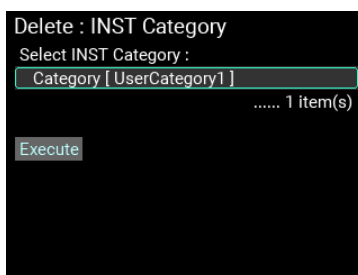 Delete : INST Category
Select INST Category :
Category [ UserCategory1 ]
...... 1 item(s)
Execute